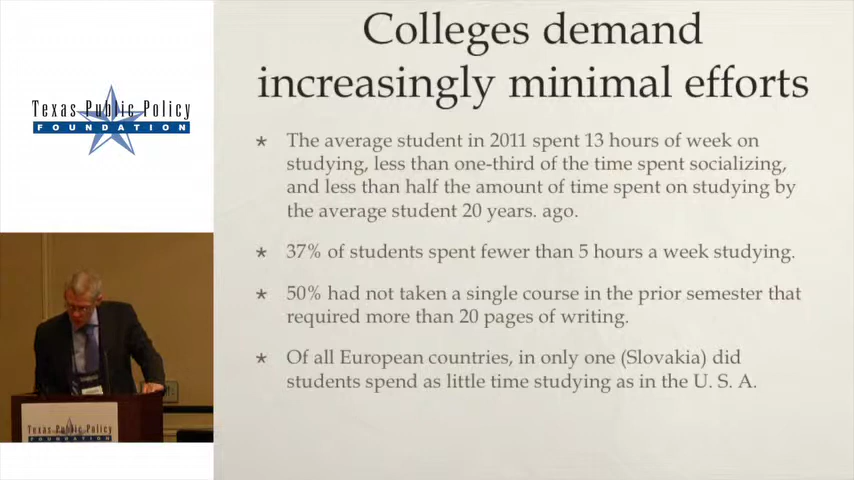 Colleges demand
increasingly minimal efforts
Texas Public Policy
FOUNDATION
* The average student in 2011 spent 13 hours of week on
studying, less than one-third of the time spent socializing,
and less than half the amount of time spent on studying by
the average student 20 years. ago.
* 37% of students spent fewer than 5 hours a week studying.
* 50% had not taken a single course in the prior semester that
required more than 20 pages of writing.
* Of all European countries, in only one (Slovakia) did
students spend as little time studying as in the U. S. A.
Texas Public Policy
FOUNDATION